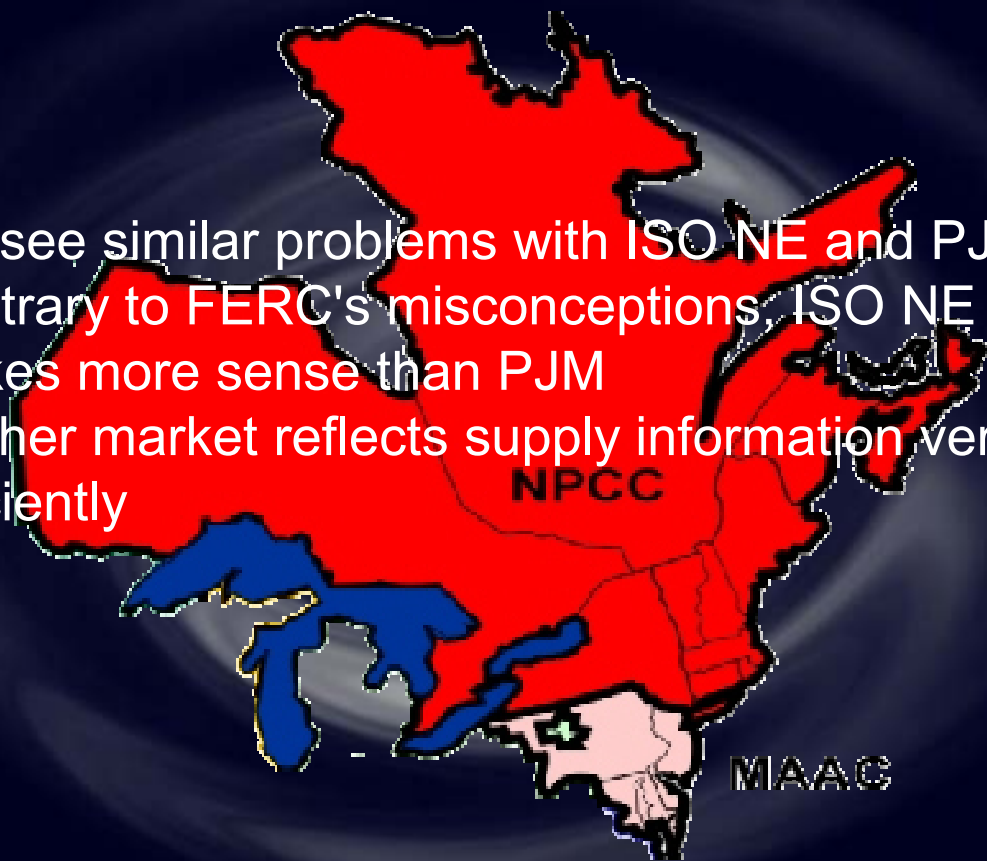 see similar problems with ISO NE and PJ
trary to FERC's misconceptions, ISO NE
kes more sense than PJM
her market reflects supply information ver
iently
NPCC
MAAC